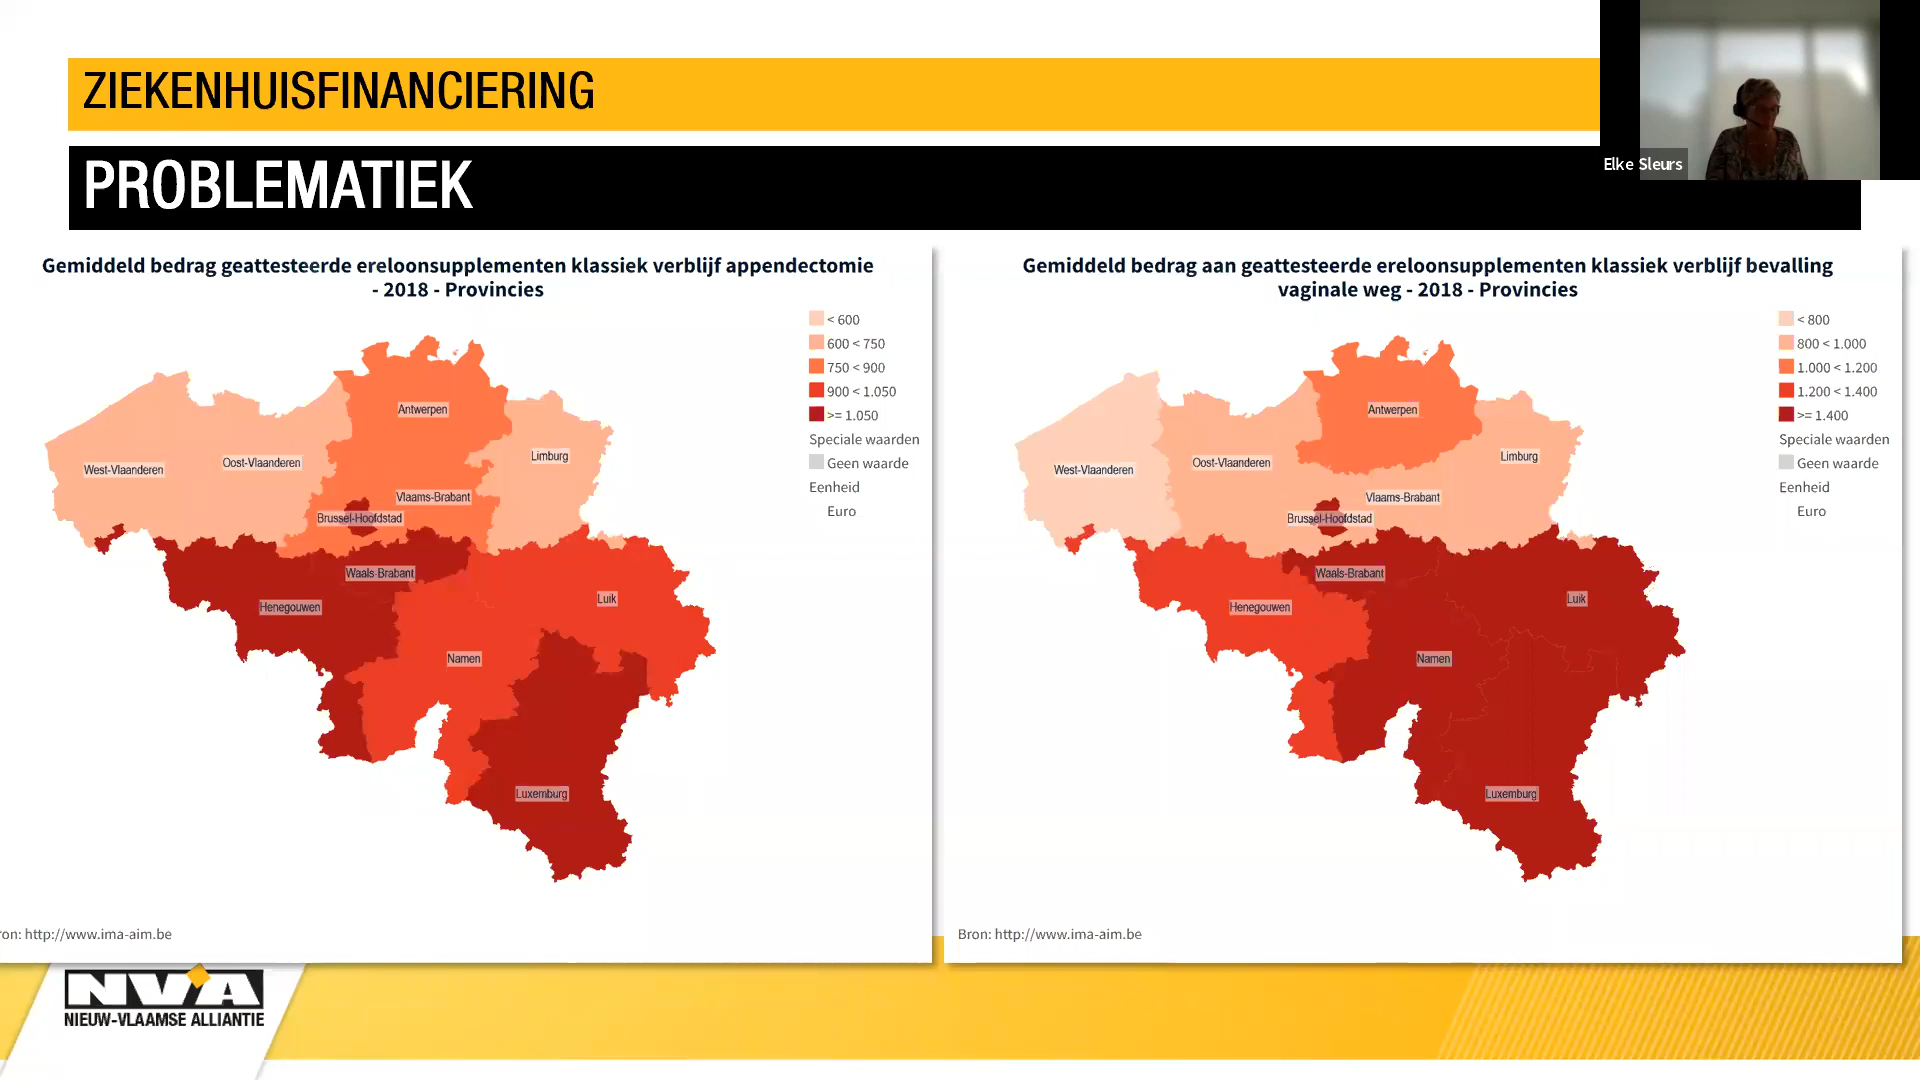 ZIEKENHUISFINANCIERING
PROBLEMATIEK
Elke Sleurs
Gemiddeld bedrag geattesteerde ereloonsupplementen klassiek verblijf appendectomie
- 2018 - Provincies
< 600
600 < 750
750 < 900
900 < 1.050
>= 1.050
Speciale waarden
Geen waarde
Eenheid
Euro
Antwerpen
Limburg
West-Vlaanderen
Oost-Vlaanderen
Vlaams-Brabant
Brussel-Hoofdstad
Waals-Brabant
Henegouwen
Luik
Namen
Luxemburg
ron: http://www.ima-aim.be
Gemiddeld bedrag aan geattesteerde ereloonsupplementen klassiek verblijf bevalling
vaginale weg - 2018 - Provincies
< 800
800 < 1.000
1.000 < 1.200
1.200 < 1.400
>= 1.400
Speciale waarden
Geen waarde
Eenheid
Euro
Antwerpen
Limburg
West-Vlaanderen
Oost-Vlaanderen
Vlaams-Brabant
Brussel-Hoofdstad
Waals-Brabant
Henegouwen
Luik
Namen
Luxemburg
Bron: http://www.ima-aim.be
NVA
NIEUW-VLAAMSE ALLIANTIE